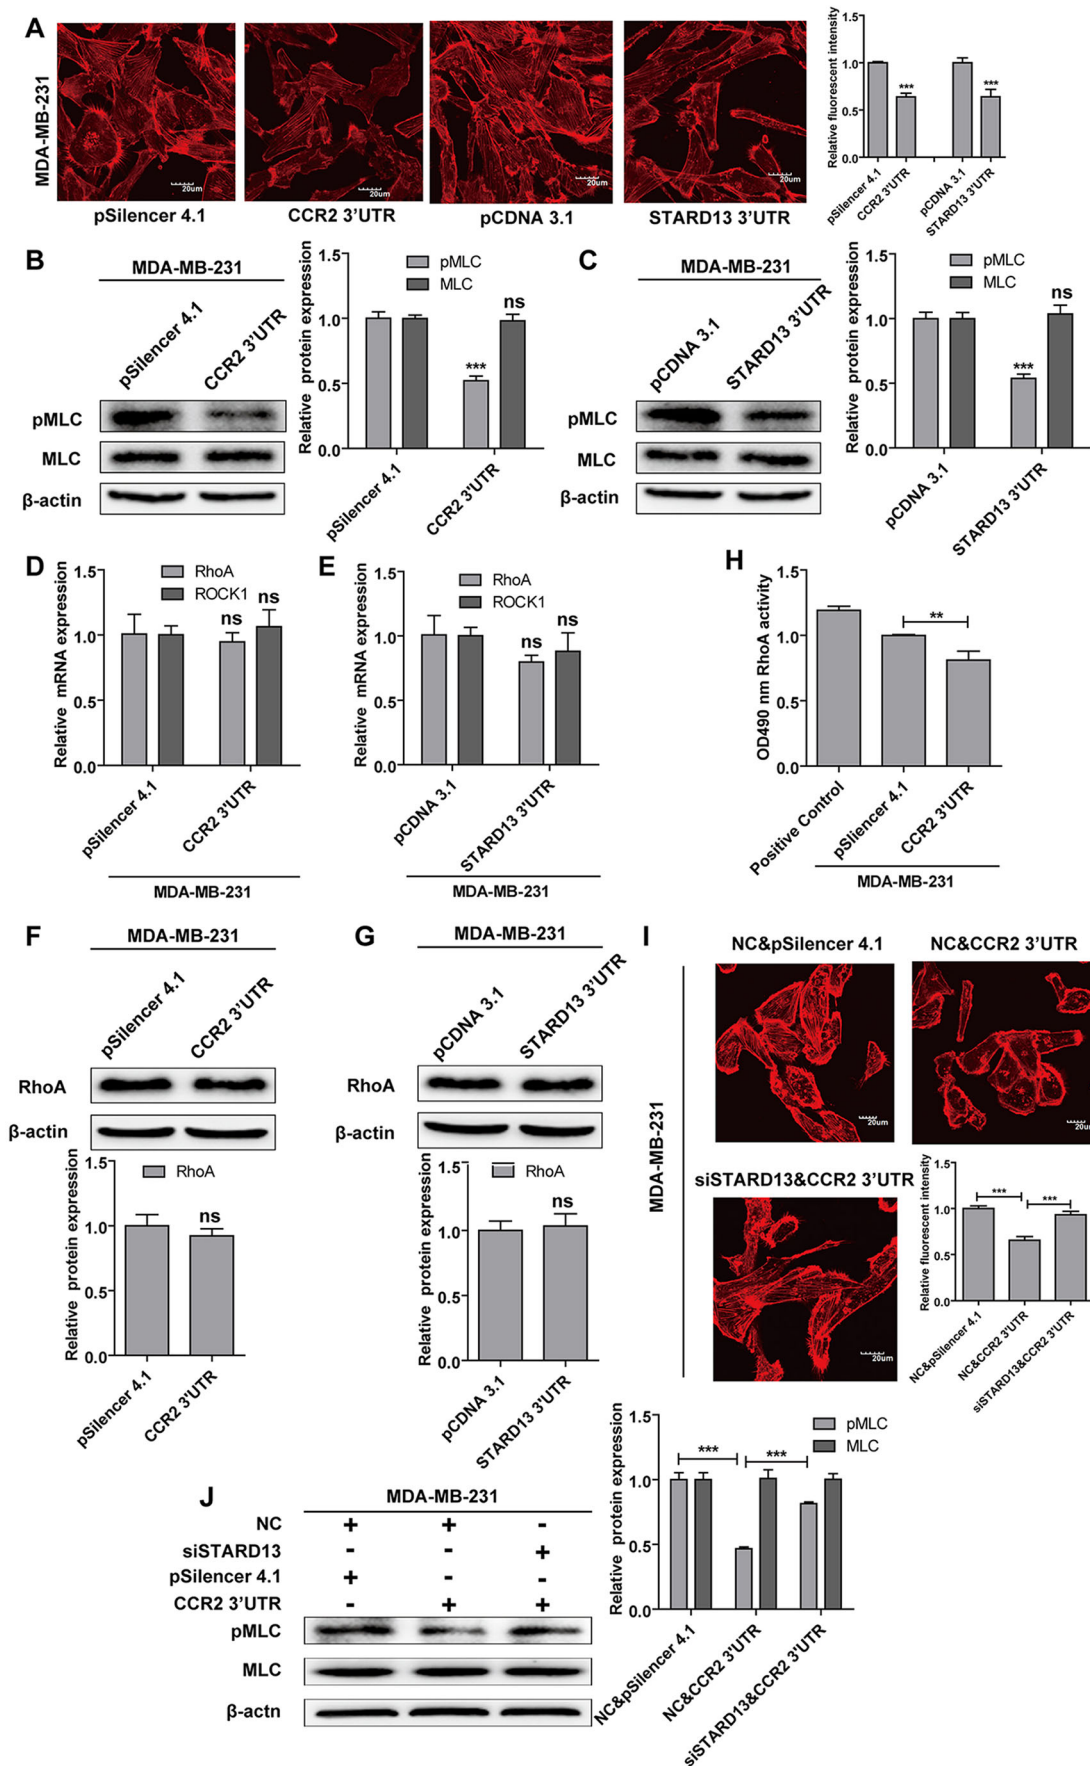 A
MDA-MB-231
20um
20um
20um
20um
pSilencer 4.1
CCR2 3'UTR
pCDNA 3.1
STARD13 3'UTR
Relative fluorescent intensity
1.5
1.0
0.5
0.0
***
***
pSilencer 4.1
CCR2 3'UTR
pCDNA 3.1
STARD13 3'UTR
B
MDA-MB-231
pSilencer 4.1
CCR2 3'UTR
pMLC
MLC
β-actin
Relative protein expression
1.5
1.0
0.5
0.0
pMLC
MLC
***
ns
pSilencer 4.1
CCR2 3'UTR
C
MDA-MB-231
pCDNA 3.1
STARD13 3'UTR
pMLC
MLC
β-actin
Relative protein expression
1.5
1.0
0.5
0.0
pMLC
MLC
***
ns
pCDNA 3.1
STARD13 3'UTR
D
Relative mRNA expression
1.5
1.0
0.5
0.0
RhoA
ROCK1
ns
ns
pSilencer 4.1
CCR2 3'UTR
MDA-MB-231
E
Relative mRNA expression
1.5
1.0
0.5
0.0
RhoA
ROCK1
ns
ns
pCDNA 3.1
STARD13 3'UTR
MDA-MB-231
H
OD490 nm RhoA activity
1.5
1.0
0.5
0.0
**
Positive Control
pSliencer 4.1
CCR2 3'UTR
MDA-MB-231
F
MDA-MB-231
pSilencer 4.1
CCR2 3'UTR
RhoA
β-actin
Relative protein expression
1.5
1.0
0.5
0.0
RhoA
ns
pSilencer 4.1
CCR2 3'UTR
G
MDA-MB-231
pCDNA 3.1
STARD13 3'UTR
RhoA
β-actin
Relative protein expression
1.5
1.0
0.5
0.0
RhoA
ns
pCDNA 3.1
STARD13 3'UTR
I
MDA-MB-231
NC&pSilencer 4.1
NC&CCR2 3'UTR
20um
20um
siSTARD13&CCR2 3'UTR
20um
Relative fluorescent intensity
1.5
1.0
0.5
0.0
***
***
NC&pSilencer 4.1
NC&CCR2 3'UTR
siSTARD13&CCR2 3'UTR
J
MDA-MB-231
NC + + -
siSTARD13 - - +
pSilencer 4.1 + - -
CCR2 3'UTR - + +
pMLC
MLC
β-actn
Relative protein expression
1.5
1.0
0.5
0.0
pMLC
MLC
***
***
NC&pSilencer 4.1
NC&CCR2 3'UTR
siSTARD13&CCR2 3'UTR